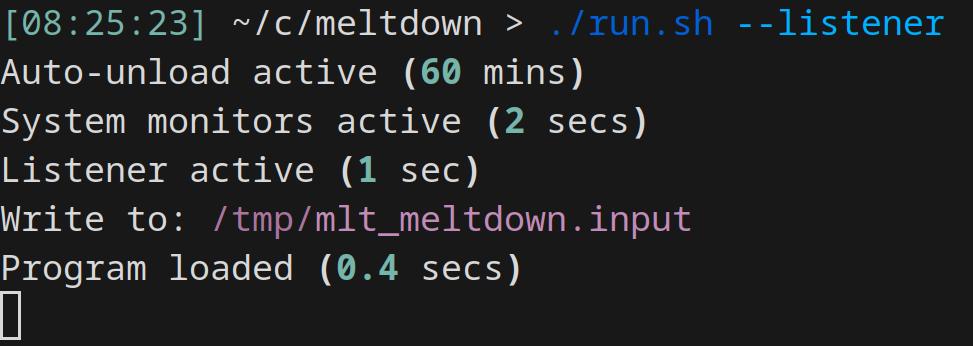 [08:25:23] ~/c/meltdown > ./run.sh --listener
Auto-unload active (60 mins)
System monitors active (2 secs)
Listener active (1 sec)
Write to: /tmp/mlt_meltdown.input
Program loaded (0.4 secs)